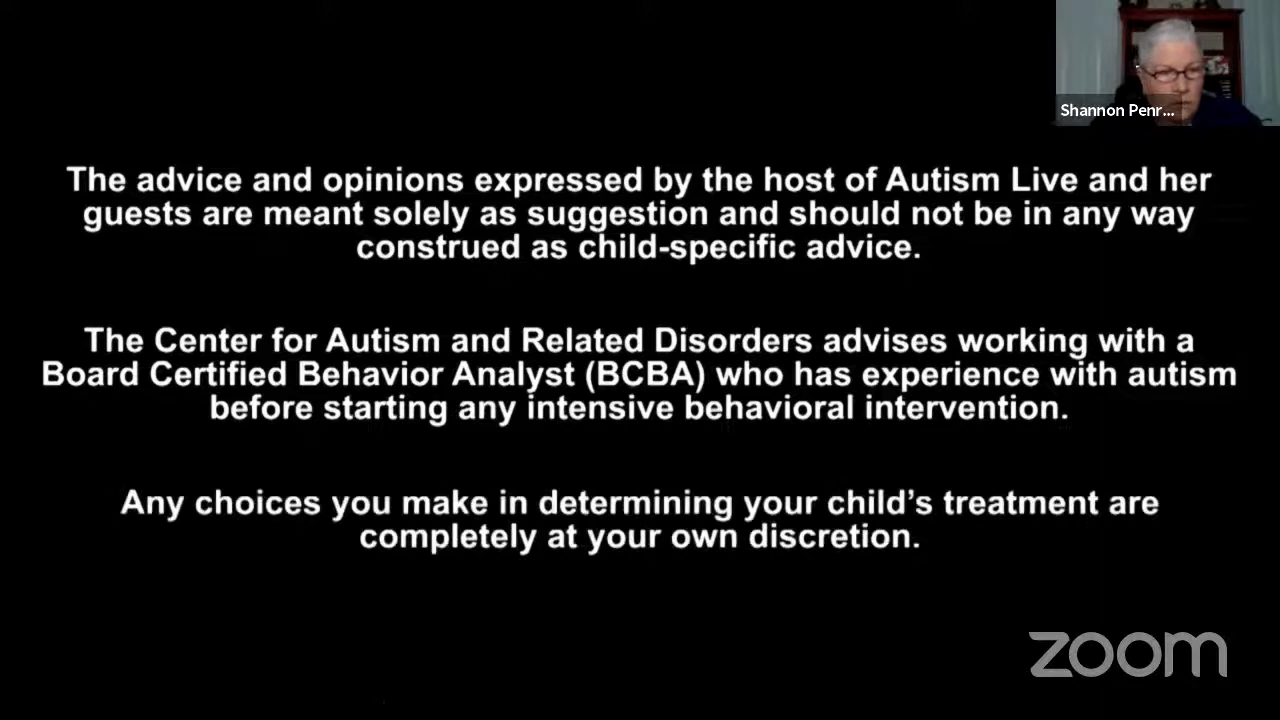 Shannon Penr...
The advice and opinions expressed by the host of Autism Live and her
guests are meant solely as suggestion and should not be in any way
construed as child-specific advice.
The Center for Autism and Related Disorders advises working with a
Board Certified Behavior Analyst (BCBA) who has experience with autism
before starting any intensive behavioral intervention.
Any choices you make in determining your child’s treatment are
completely at your own discretion.
zoom